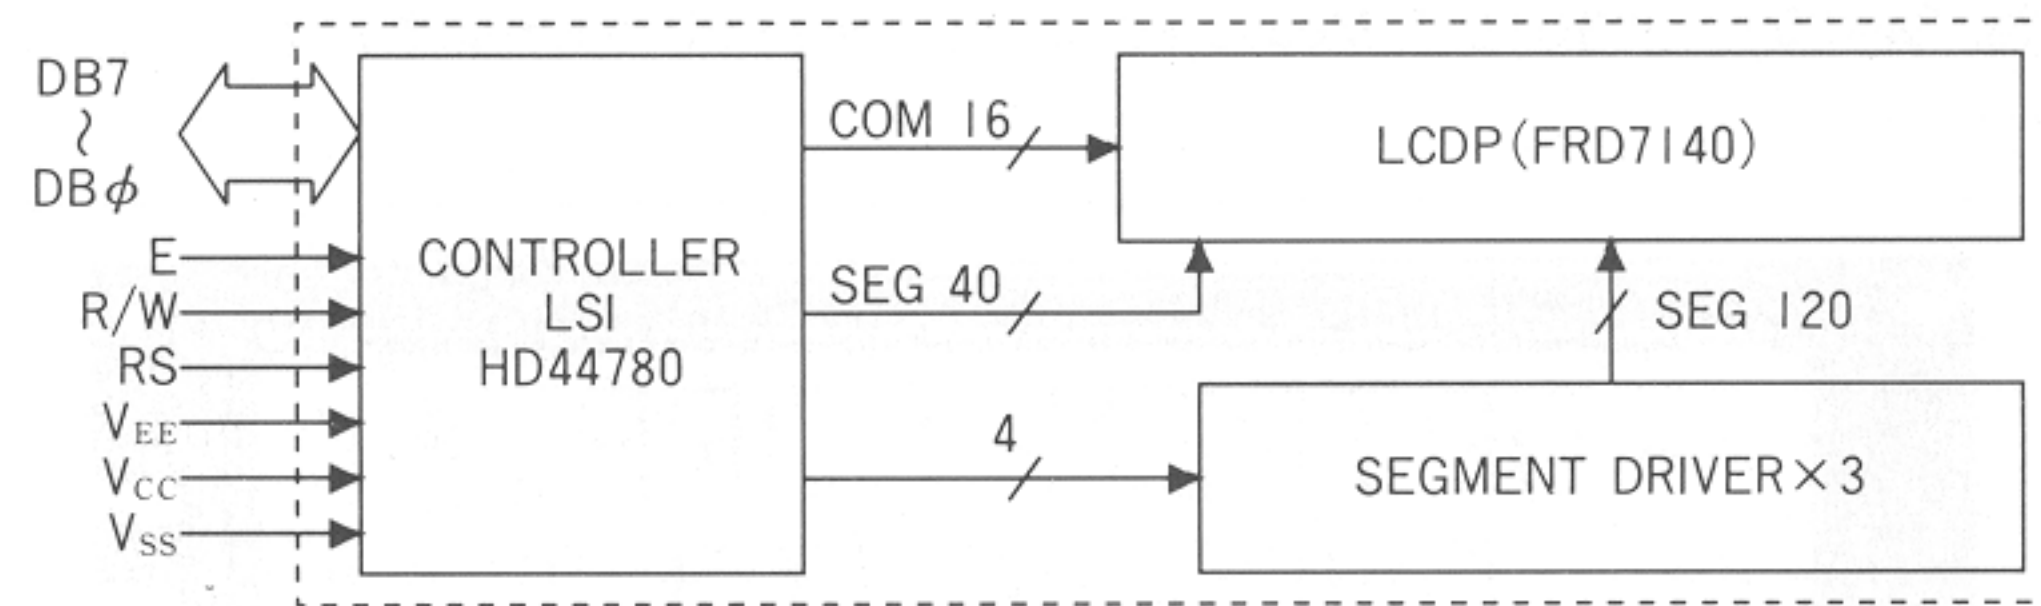 DB7
~
DBϕ
E
R/W
RS
VEE
VCC
VSS
CONTROLLER
LSI
HD44780
COM 16
SEG 40
4
LCDP(FRD7140)
SEG 120
SEGMENT DRIVER×3